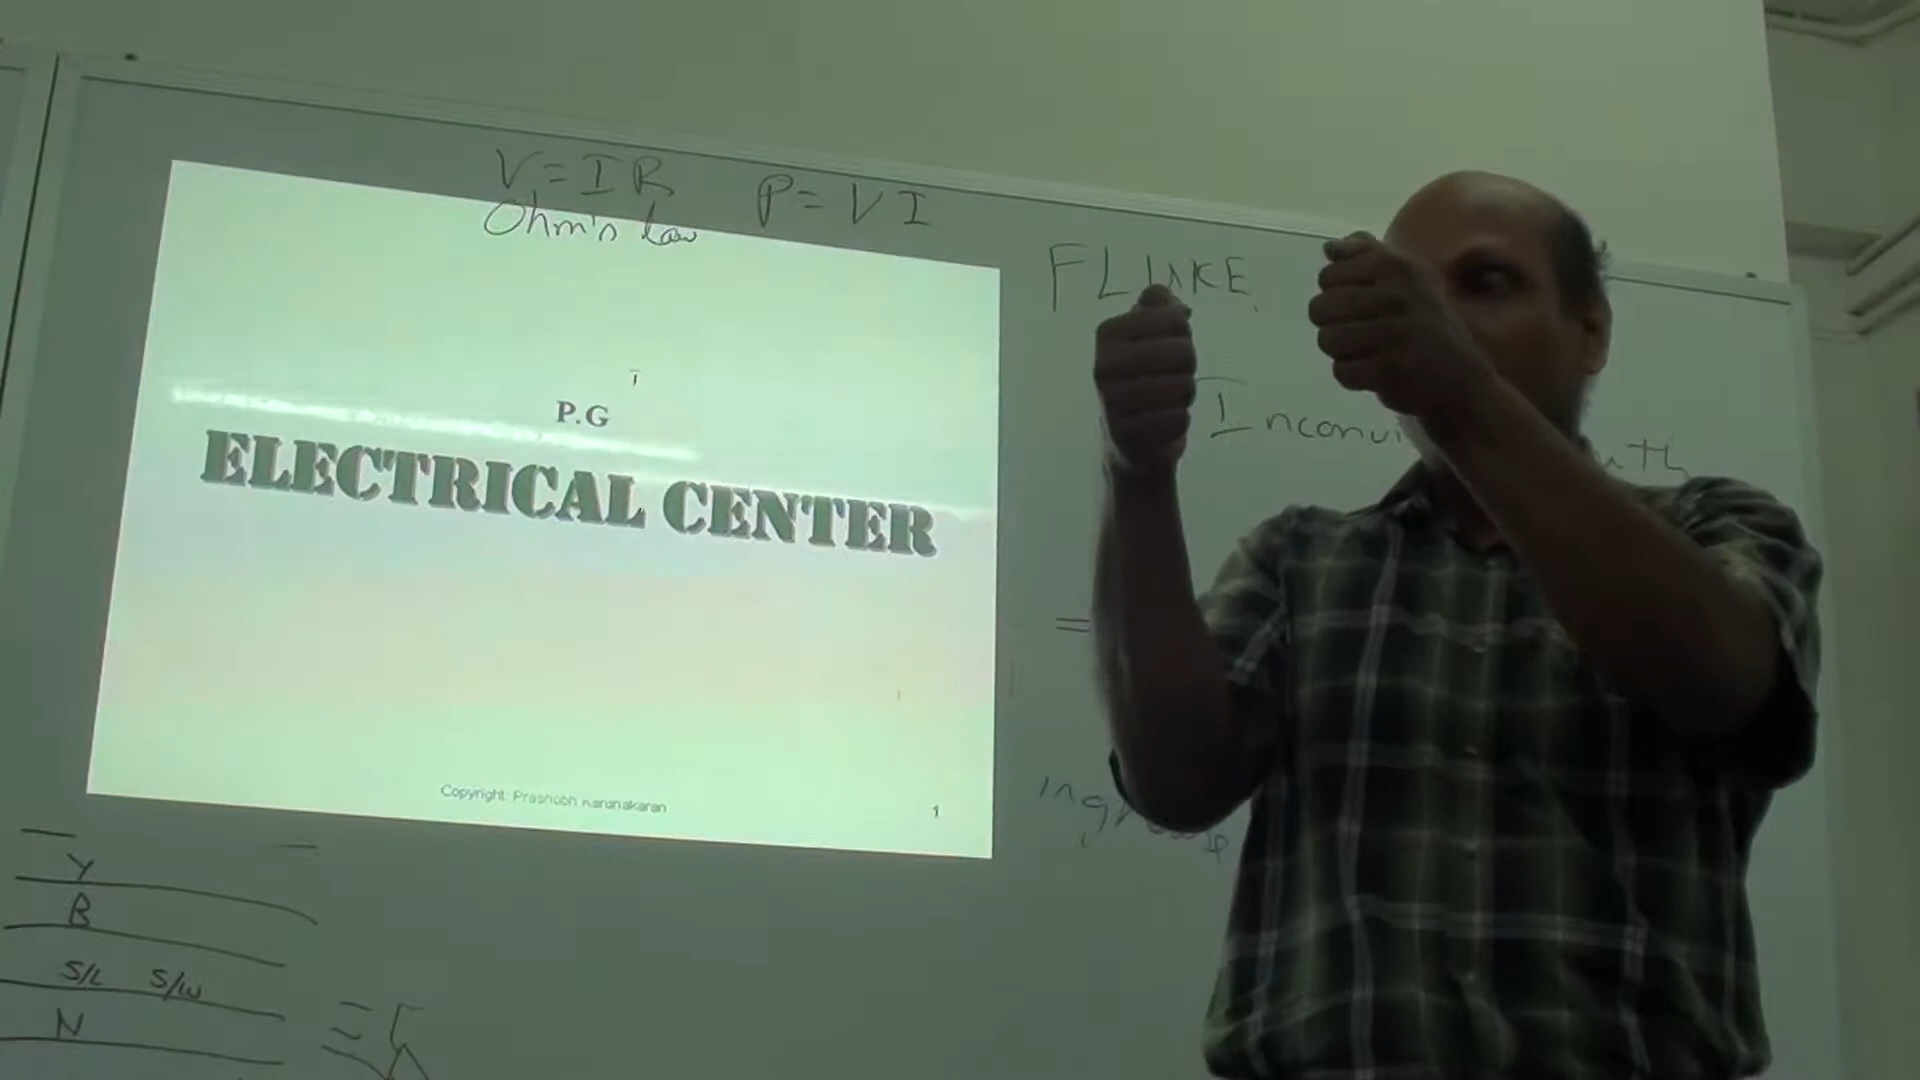 V=IR P=VI
Ohm's law
FLUKE
P.G
ELECTRICAL CENTER
Copyright: Prashobh Karunakaran
1
Y
B
S/L S/W
N
=